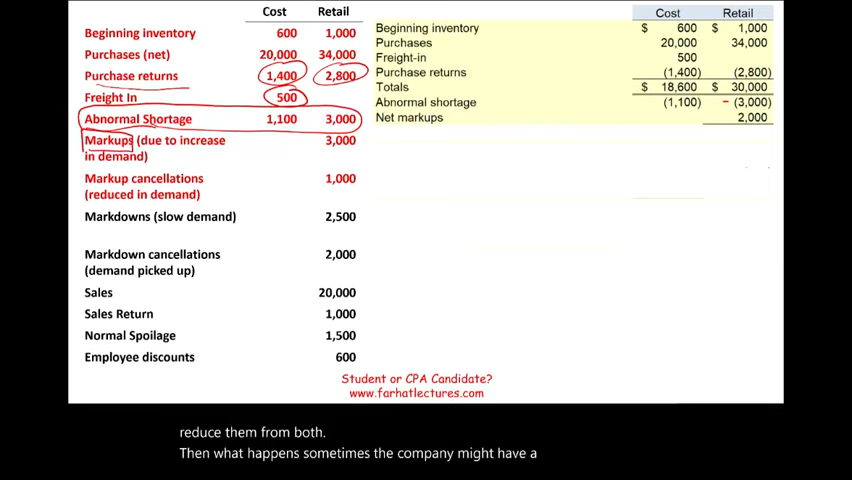 Cost Retail
Beginning inventory 600 1,000
Purchases (net) 20,000 34,000
Purchase returns 1,400 2,800
Freight In 500
Abnormal Shortage 1,100 3,000
Markups (due to increase 3,000
in demand)
Markup cancellations 1,000
(reduced in demand)
Markdowns (slow demand) 2,500
Markdown cancellations 2,000
(demand picked up)
Sales 20,000
Sales Return 1,000
Normal Spoilage 1,500
Employee discounts 600
Cost Retail
Beginning inventory $ 600 $ 1,000
Purchases 20,000 34,000
Freight-in 500
Purchase returns (1,400) (2,800)
Totals $ 18,600 $ 30,000
Abnormal shortage (1,100) - (3,000)
Net markups 2,000
Student or CPA Candidate?
www.farhatlectures.com
reduce them from both.
Then what happens sometimes the company might have a